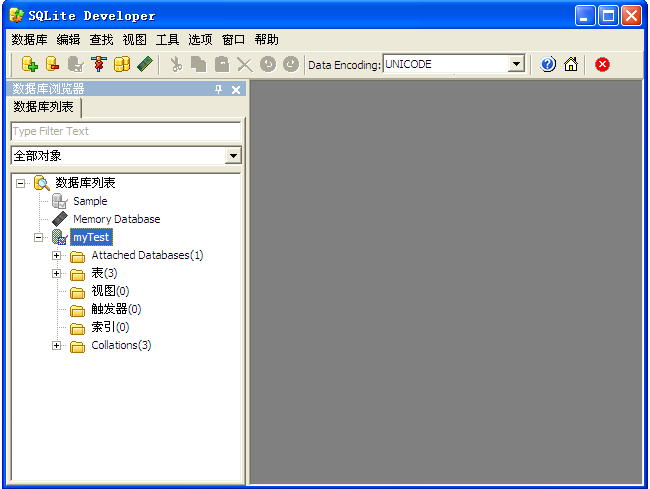 SQLite Developer
数据库 编辑 查找 视图 工具 选项 窗口 帮助
Data Encoding: UNICODE
数据库浏览器
数据库列表
Type Filter Text
全部对象
数据库列表
Sample
Memory Database
myTest
Attached Databases(1)
表(3)
视图(0)
触发器(0)
索引(0)
Collations(3)